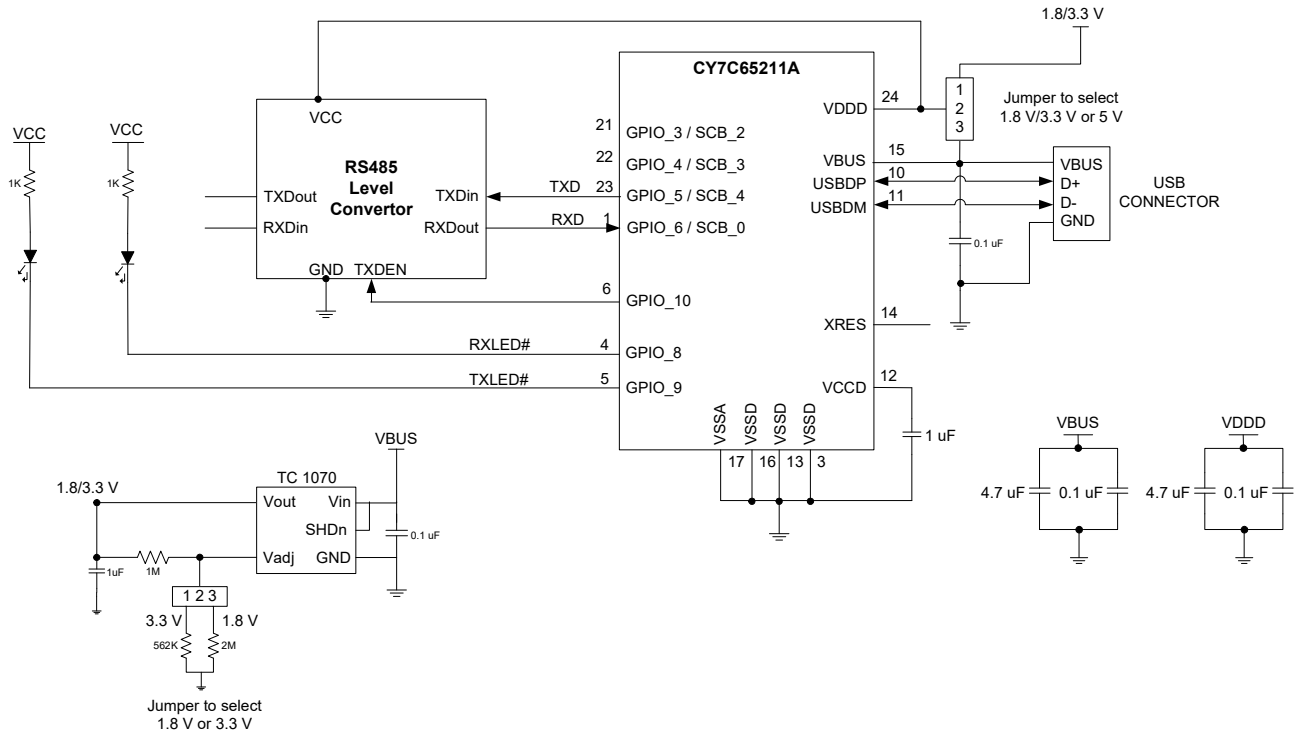 1.8/3.3 V
CY7C65211A
VCC
VCC
1K
1K
VCC
RS485
Level
Convertor
TXDout
RXDin
TXDin
RXDout
GND
TXDEN
TXD
RXD
21
22
23
1
6
4
5
GPIO_3 / SCB_2
GPIO_4 / SCB_3
GPIO_5 / SCB_4
GPIO_6 / SCB_0
GPIO_10
GPIO_8
GPIO_9
RXLED#
TXLED#
VDDD
24
VBUS
15
USBDP
10
USBDM
11
XRES
14
VCCD
12
1
2
3
Jumper to select
1.8 V/3.3 V or 5 V
VBUS
D+
D-
GND
USB
CONNECTOR
0.1 uF
VSSA
VSSD
VSSD
VSSD
17
16
13
3
1 uF
VBUS
TC 1070
1.8/3.3 V
Vout
Vin
SHDn
Vadj
GND
0.1 uF
1uF
1M
1 2 3
3.3 V
1.8 V
562K
2M
Jumper to select
1.8 V or 3.3 V
VBUS
4.7 uF
0.1 uF
VDDD
4.7 uF
0.1 uF